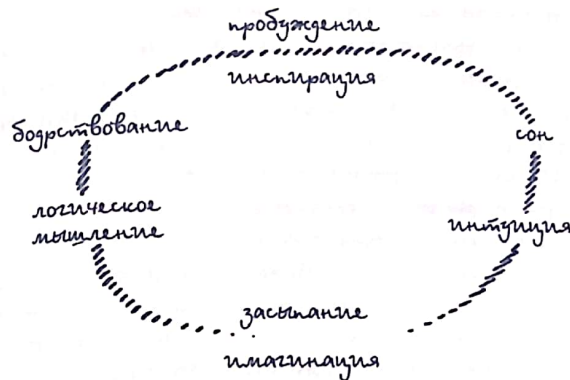 пробуждение
инспирация
бодрствование
сон
логическое
мышление
интуиция
засыпание
имагинация